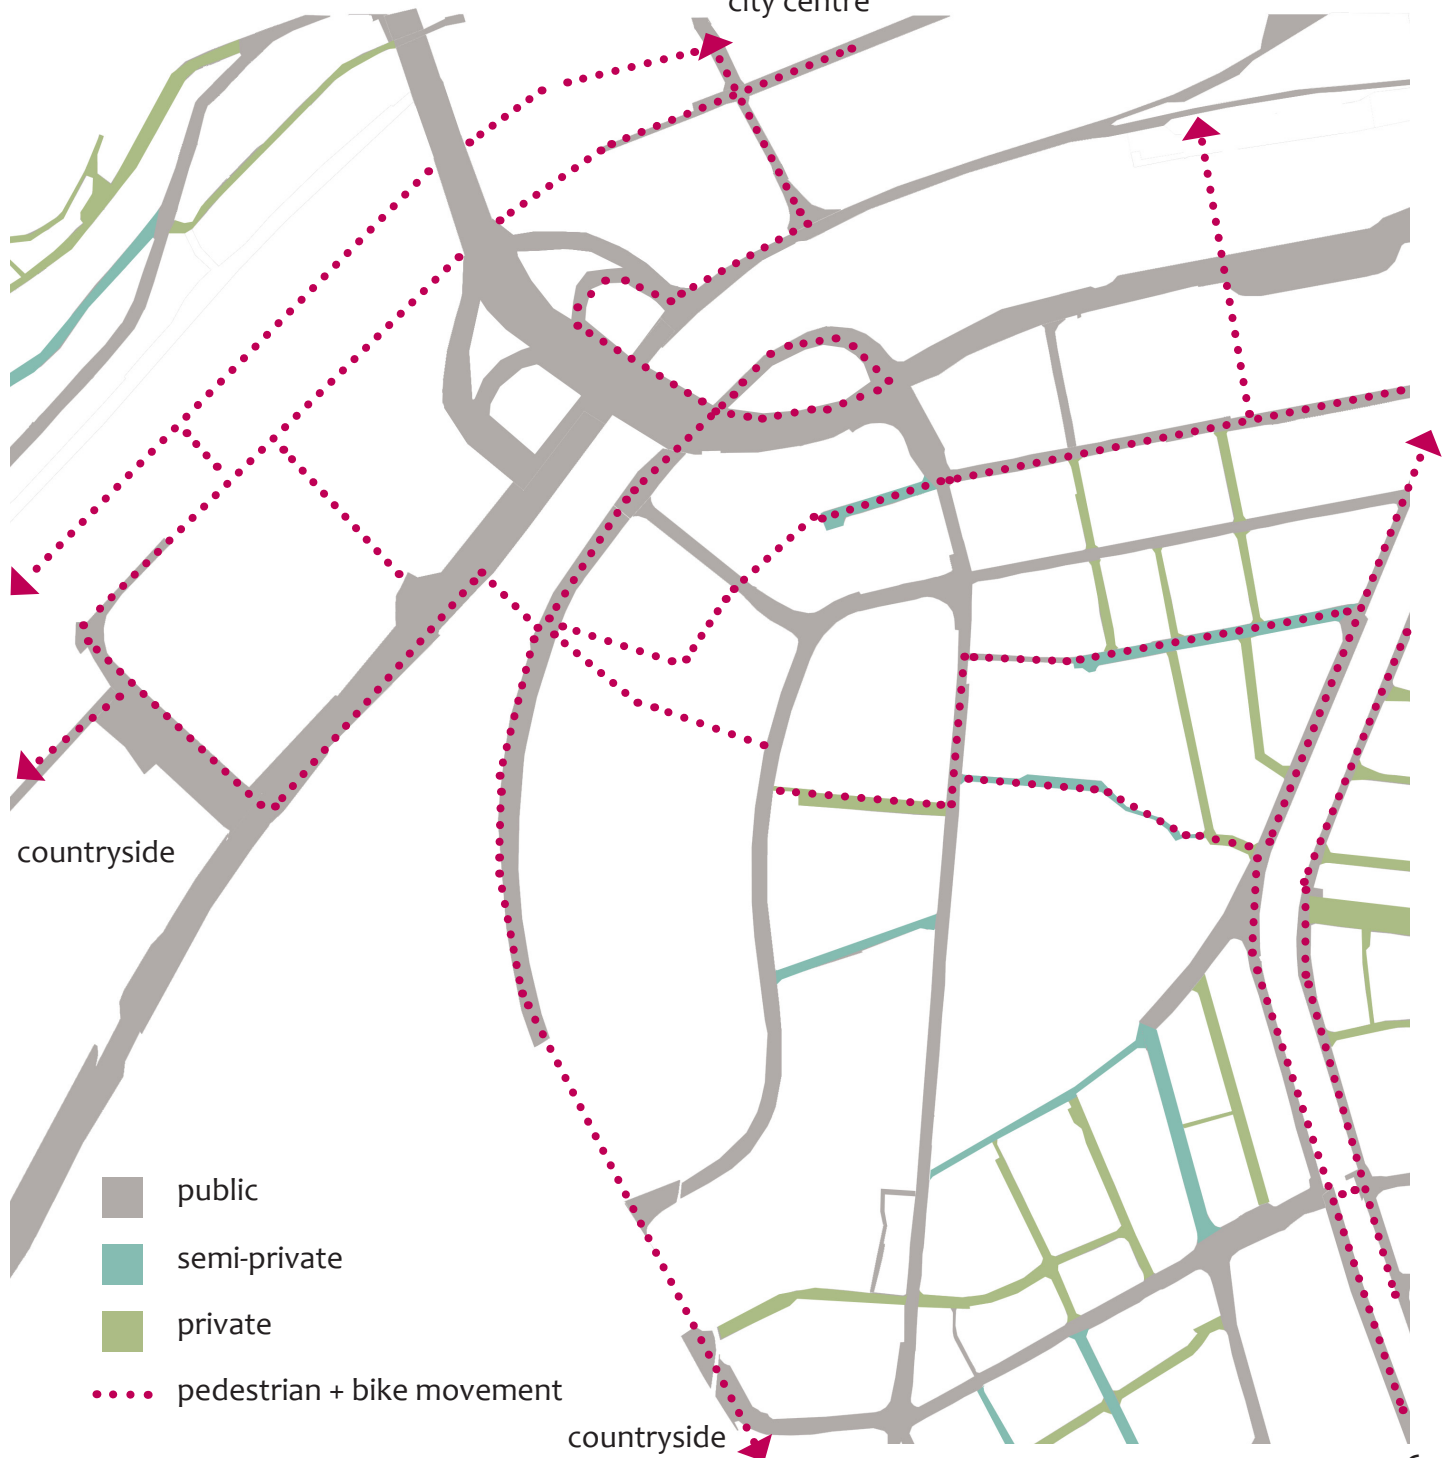 city centre
countryside
public
semi-private
private
pedestrian + bike movement
countryside